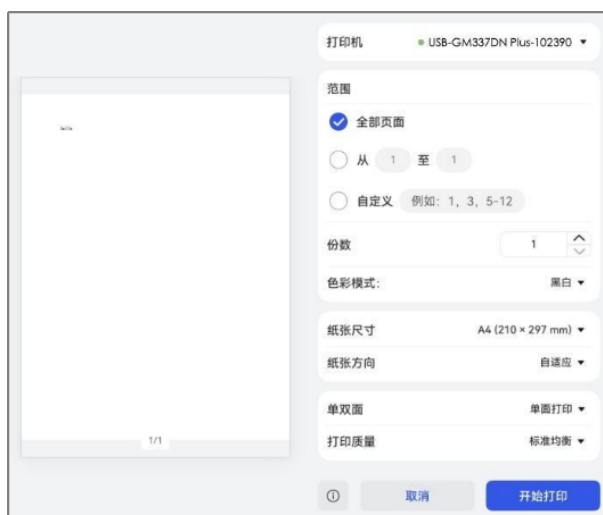 打印机 USB-GM337DN Plus-102390
范围
全部页面
从 1 至 1
自定义 例如: 1, 3, 5-12
份数 1
色彩模式: 黑白
纸张尺寸 A4 (210 × 297 mm)
纸张方向 自适应
单双面 单面打印
打印质量 标准均衡
1/1
取消 开始打印